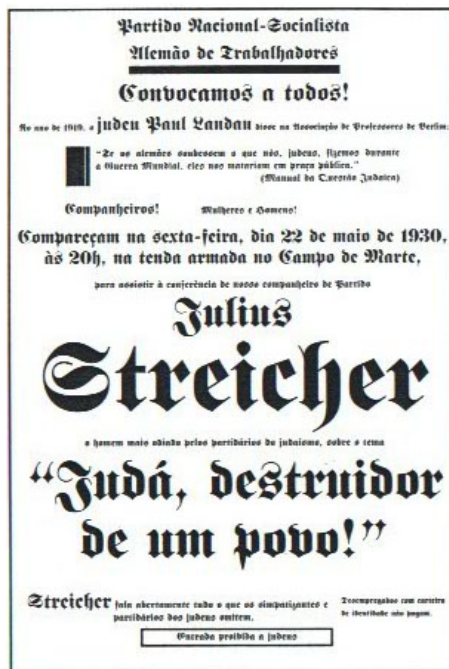 Partido Nacional-Socialista
Alemão de Trabalhadores
Convocamos a todos!
No ano de 1919, o judeu Paul Landau disse na Associação de Professores de Berlim:
"Se os alemães soubessem o que nós, judeus, fizemos durante
a Guerra Mundial, eles nos matariam em praça pública."
(Manual da Questão Judaica)
Companheiros! Mulheres e Homens!
Compareçam na sexta-feira, dia 22 de maio de 1930,
às 20h, na tenda armada no Campo de Marte,
para assistir à conferência de nosso companheiro de Partido
Julius
Streicher
o homem mais odiado pelos partidários do judaísmo, sobre o tema
"Judá, destruidor
de um povo!"
Streicher fala abertamente tudo o que os simpatizantes e
partidários dos judeus omitem.
Desempregados com carteira
de identidade não pagam.
Entrada proibida a judeus